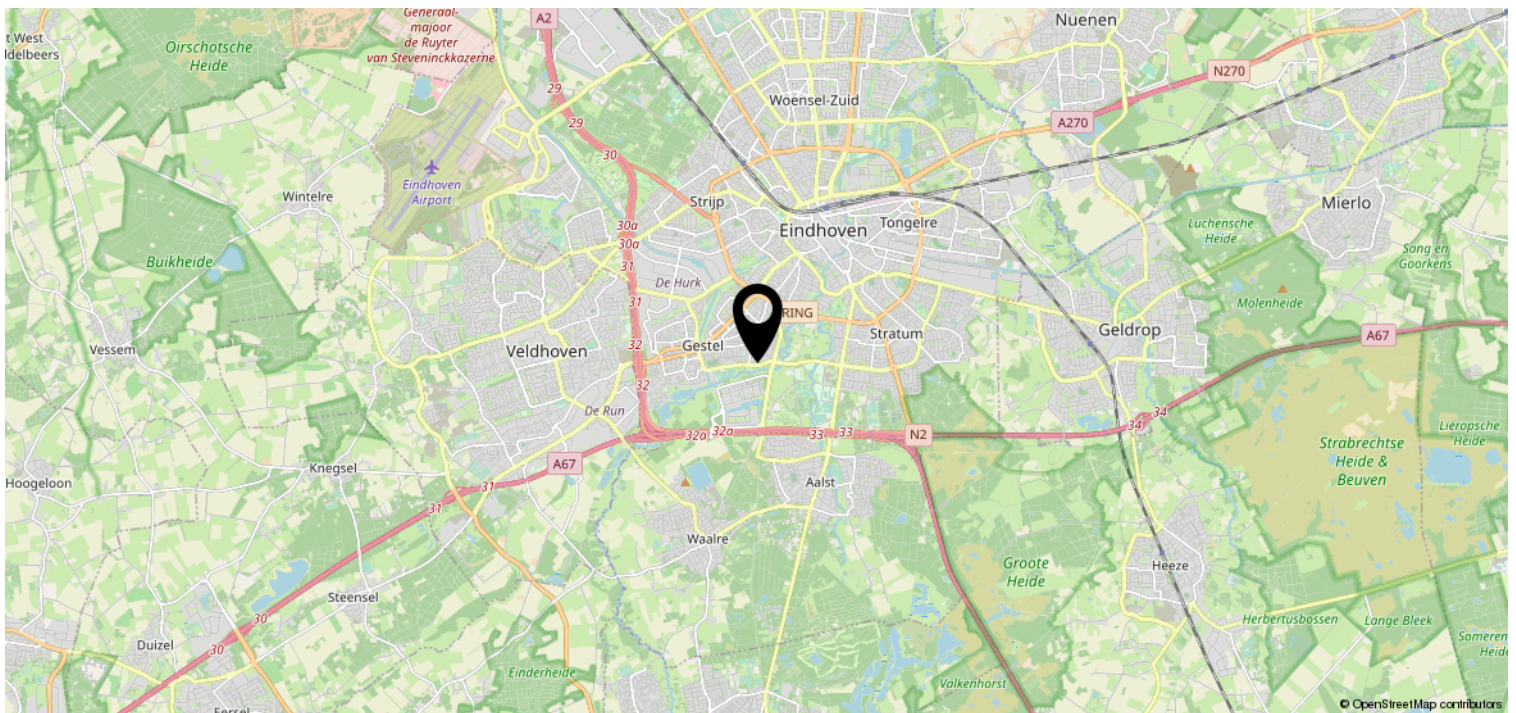 Generaal-
majoor
de Ruyter
van Steveninckkazerne
A2
Nuenen
t West
ddelbeers
Oirschotsche
Heide
N270
29
Woensel-Zuid
A270
29
30
Eindhoven
Airport
Wintelre
Strijp
Mierlo
Tongelre
Eindhoven
Luchensche
Heide
30a
30a
Sang en
Goorkens
Buikheide
31
De Hurk
31
Molenheide
RING
Stratum
Geldrop
A67
32
Gestel
Vessem
Veldhoven
32
De Run
34
34
32a
32a
33
33
N2
Lieropsche
Heide
Strabrechtse
Heide &
Beuven
A67
Knegsel
Hoogeloon
31
31
Aalst
Waalre
Groote
Heide
Heeze
Steensel
30
30
Herbertusbossen
Lange Bleek
Duizel
Someren
Heide
Einderheide
Valkenhorst
Eersel
© OpenStreetMap contributors